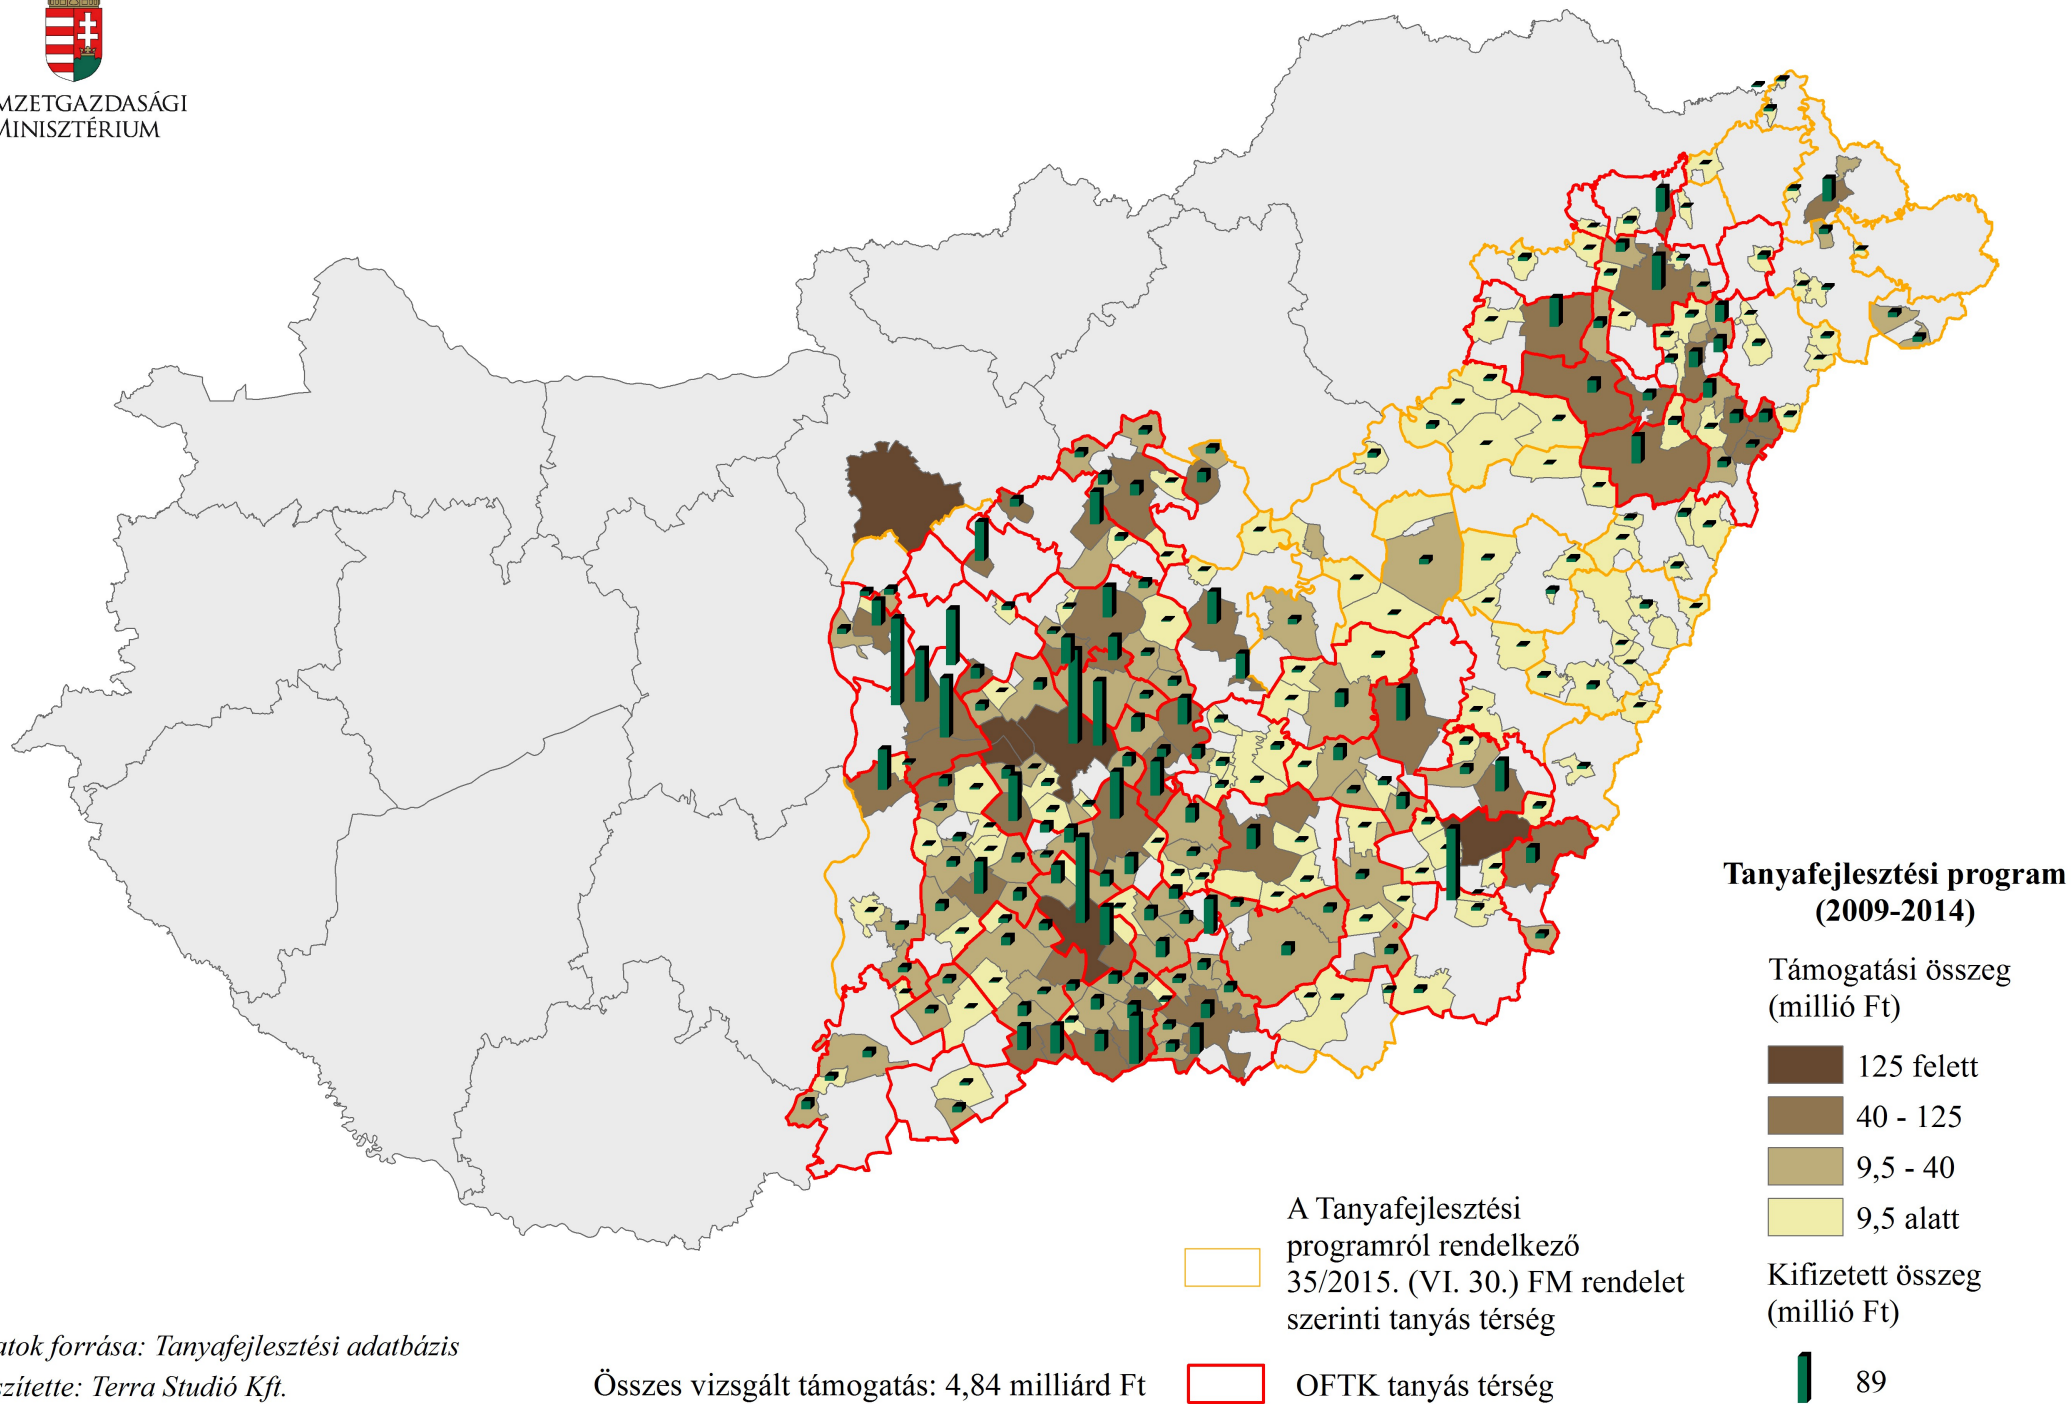 MZETGAZDASÁGI
MINISZTÉRIUM
Tanyafejlesztési program
(2009-2014)
Támogatási összeg
(millió Ft)
125 felett
40 - 125
9,5 - 40
9,5 alatt
Kifizetett összeg
(millió Ft)
89
A Tanyafejlesztési
programról rendelkező
35/2015. (VI. 30.) FM rendelet
szerinti tanyás térség
OFTK tanyás térség
Összes vizsgált támogatás: 4,84 milliárd Ft
atok forrása: Tanyafejlesztési adatbázis
szítette: Terra Studió Kft.